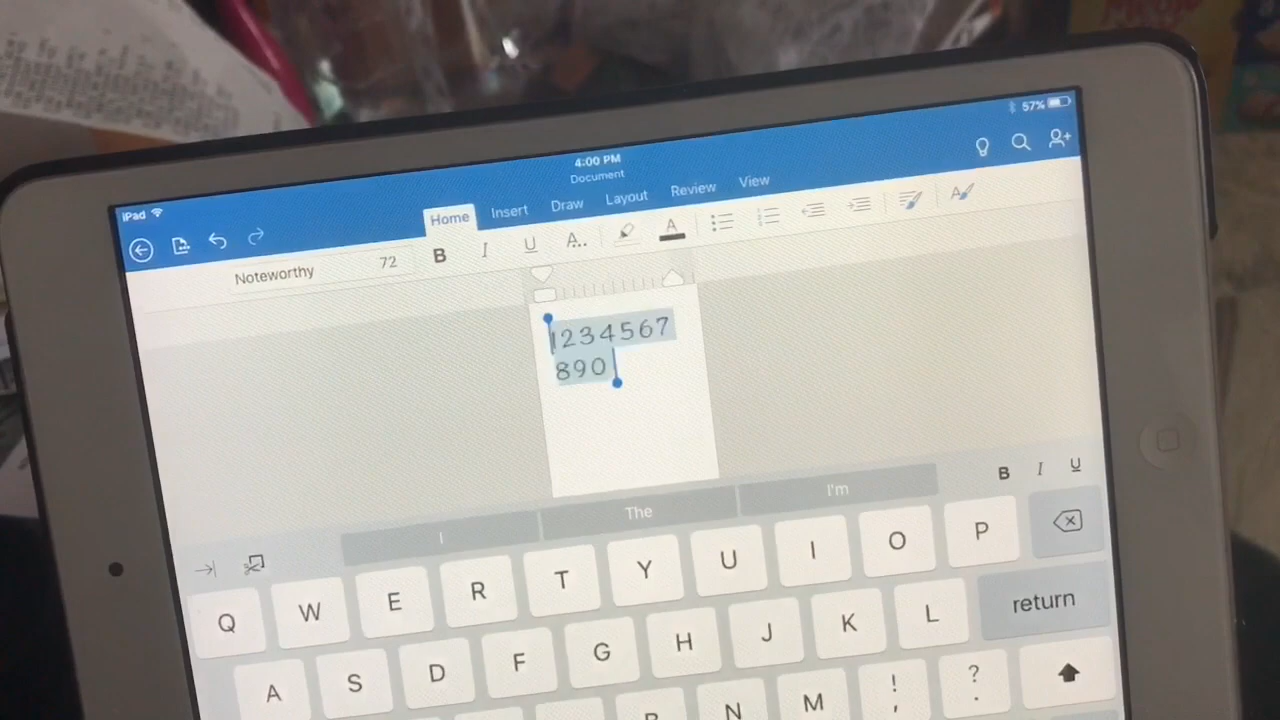 iPad
4:00 PM
57%
Document
Home Insert Draw Layout Review View
Noteworthy 72 B I U A.. A A
1234567
890
I The I'm B I U
Q W E R T Y U I O P
A S D F G H J K L return
N M ! , ? .